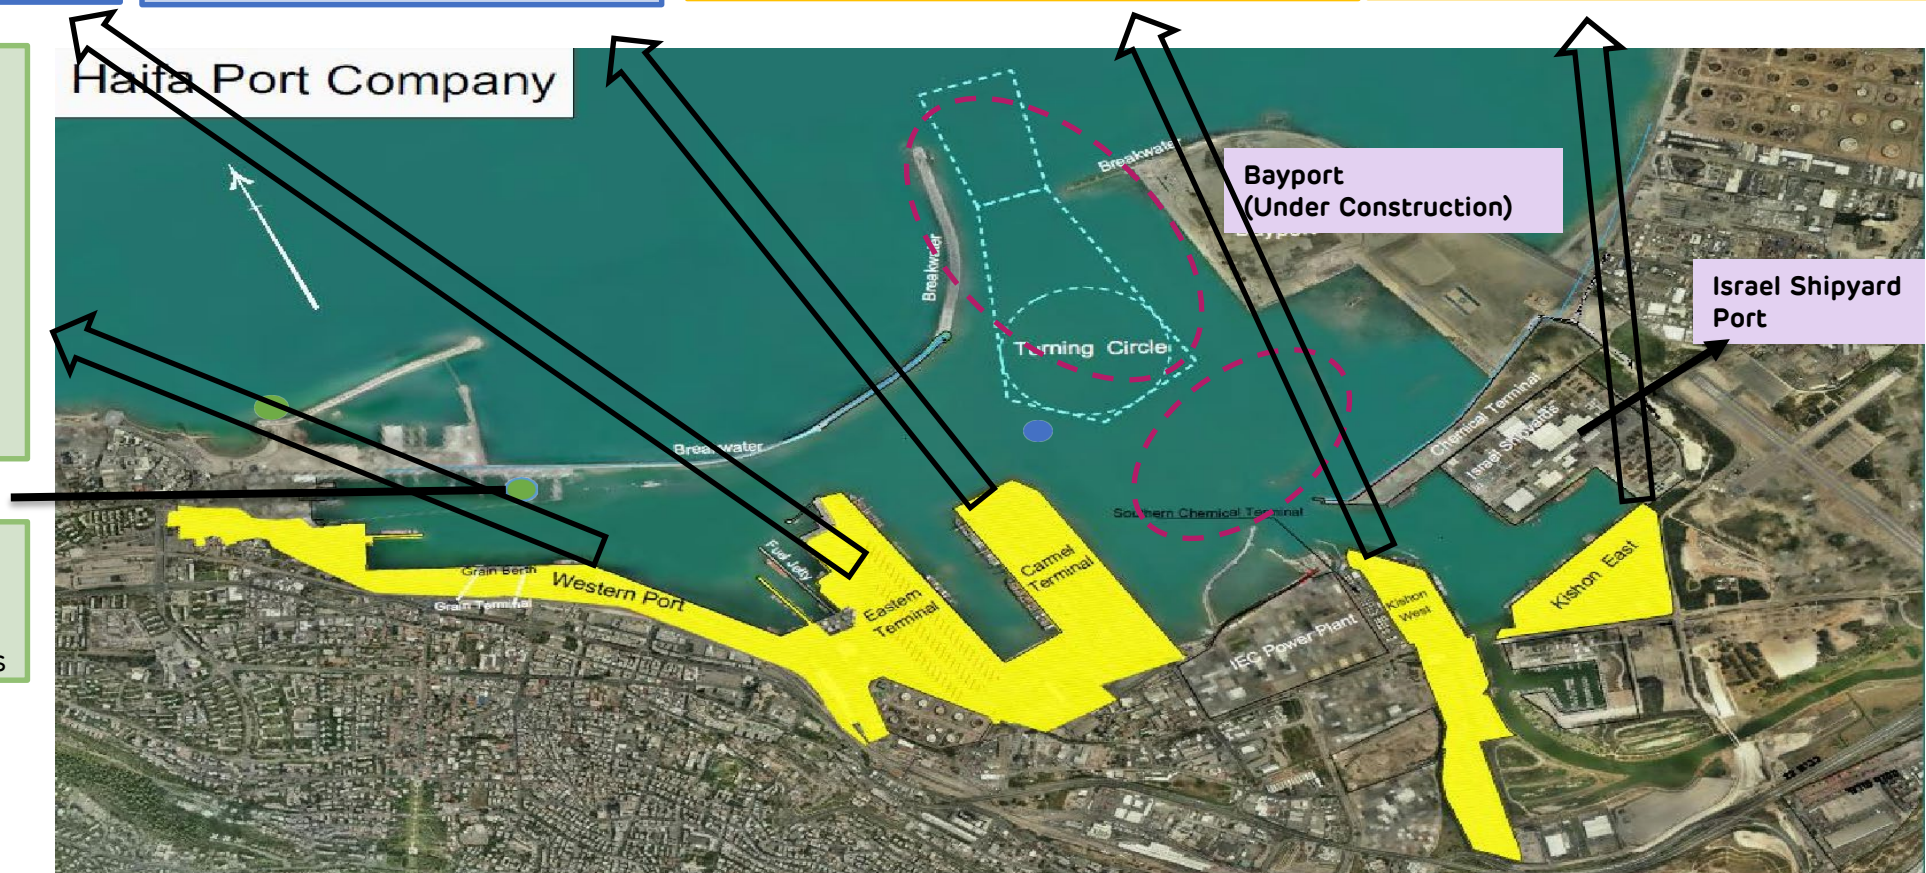 Haifa Port Company
Breakwater
Bayport
(Under Construction)
Breakwater
Israel Shipyard
Port
Turning Circle
Chemical Terminal
Israel Shipyards
Breakwater
Southern Chemical Terminal
Fuel Jetty
Carmel
Terminal
Grain Berth
Western Port
Grain Terminal
Eastern
Terminal
Kishon
West
Kishon East
IEC Power Plant
s